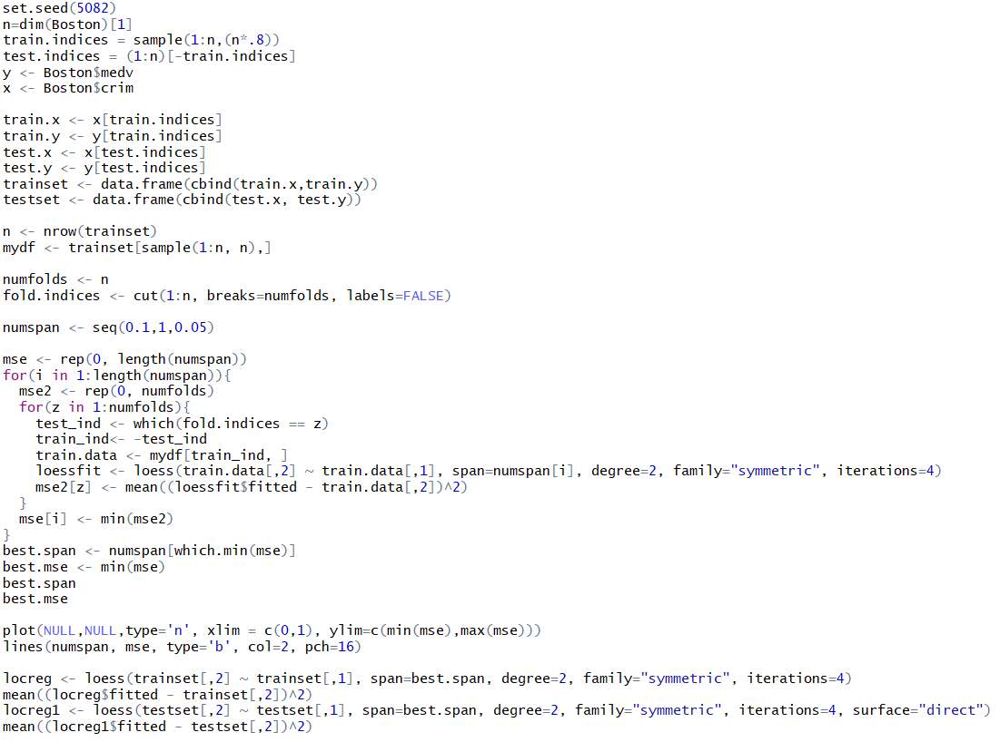 set.seed(5082)
n=dim(Boston)[1]
train.indices = sample(1:n,(n*.8))
test.indices = (1:n)[-train.indices]
y <- Boston$medv
x <- Boston$crim

train.x <- x[train.indices]
train.y <- y[train.indices]
test.x <- x[test.indices]
test.y <- y[test.indices]
trainset <- data.frame(cbind(train.x,train.y))
testset <- data.frame(cbind(test.x, test.y))

n <- nrow(trainset)
mydf <- trainset[sample(1:n, n),]

numfolds <- n
fold.indices <- cut(1:n, breaks=numfolds, labels=FALSE)

numspan <- seq(0.1,1,0.05)

mse <- rep(0, length(numspan))
for(i in 1:length(numspan)){
  mse2 <- rep(0, numfolds)
  for(z in 1:numfolds){
    test_ind <- which(fold.indices == z)
    train_ind<- -test_ind
    train.data <- mydf[train_ind, ]
    loessfit <- loess(train.data[,2] ~ train.data[,1], span=numspan[i], degree=2, family="symmetric", iterations=4)
    mse2[z] <- mean((loessfit$fitted - train.data[,2])^2)
  }
  mse[i] <- min(mse2)
}
best.span <- numspan[which.min(mse)]
best.mse <- min(mse)
best.span
best.mse

plot(NULL,NULL,type='n', xlim = c(0,1), ylim=c(min(mse),max(mse)))
lines(numspan, mse, type='b', col=2, pch=16)

locreg <- loess(trainset[,2] ~ trainset[,1], span=best.span, degree=2, family="symmetric", iterations=4)
mean((locreg$fitted - trainset[,2])^2)
locreg1 <- loess(testset[,2] ~ testset[,1], span=best.span, degree=2, family="symmetric", iterations=4, surface="direct")
mean((locreg1$fitted - testset[,2])^2)